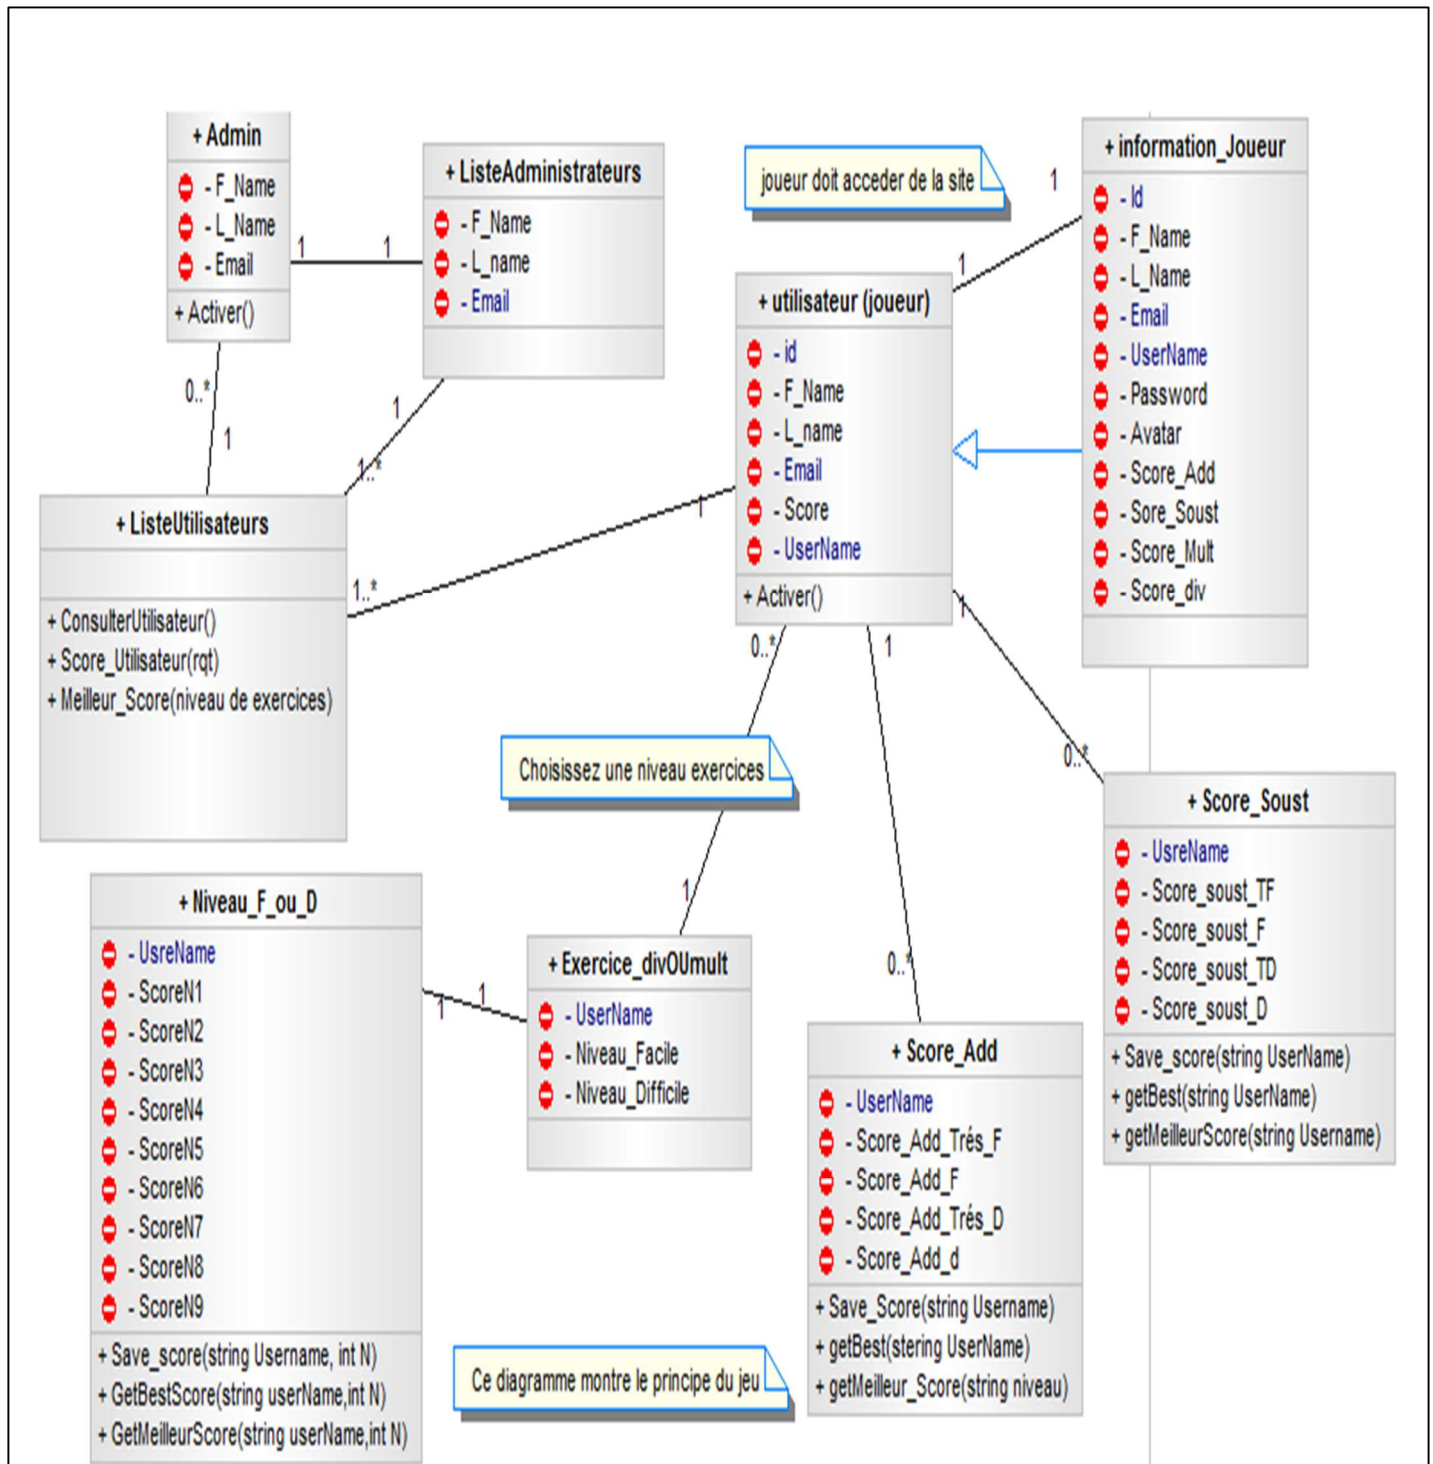 + Admin
- F_Name
- L_Name
- Email
+ Activer()
+ ListeAdministrateurs
- F_Name
- L_name
- Email
1
1
0..*
1
1
1..*
+ ListeUtilisateurs
+ ConsulterUtilisateur()
+ Score_Utilisateur(rqt)
+ Meilleur_Score(niveau de exercices)
1..*
1
joueur doit acceder de la site
1
1
+ information_Joueur
- Id
- F_Name
- L_Name
- Email
- UserName
- Password
- Avatar
- Score_Add
- Sore_Soust
- Score_Mult
- Score_div
+ utilisateur (joueur)
- id
- F_Name
- L_name
- Email
- Score
- UserName
+ Activer()
0..*
1
1
0..*
Choisissez une niveau exercices
1
0..*
+ Score_Soust
- UsreName
- Score_soust_TF
- Score_soust_F
- Score_soust_TD
- Score_soust_D
+ Save_score(string UserName)
+ getBest(string UserName)
+ getMeilleurScore(string Username)
+ Niveau_F_ou_D
- UsreName
- ScoreN1
- ScoreN2
- ScoreN3
- ScoreN4
- ScoreN5
- ScoreN6
- ScoreN7
- ScoreN8
- ScoreN9
+ Save_score(string Username, int N)
+ GetBestScore(string userName,int N)
+ GetMeilleurScore(string userName,int N)
1
1
+ Exercice_divOUmult
- UserName
- Niveau_Facile
- Niveau_Difficile
+ Score_Add
- UserName
- Score_Add_Trés_F
- Score_Add_F
- Score_Add_Trés_D
- Score_Add_d
+ Save_Score(string Username)
+ getBest(stering UserName)
+ getMeilleur_Score(string niveau)
Ce diagramme montre le principe du jeu